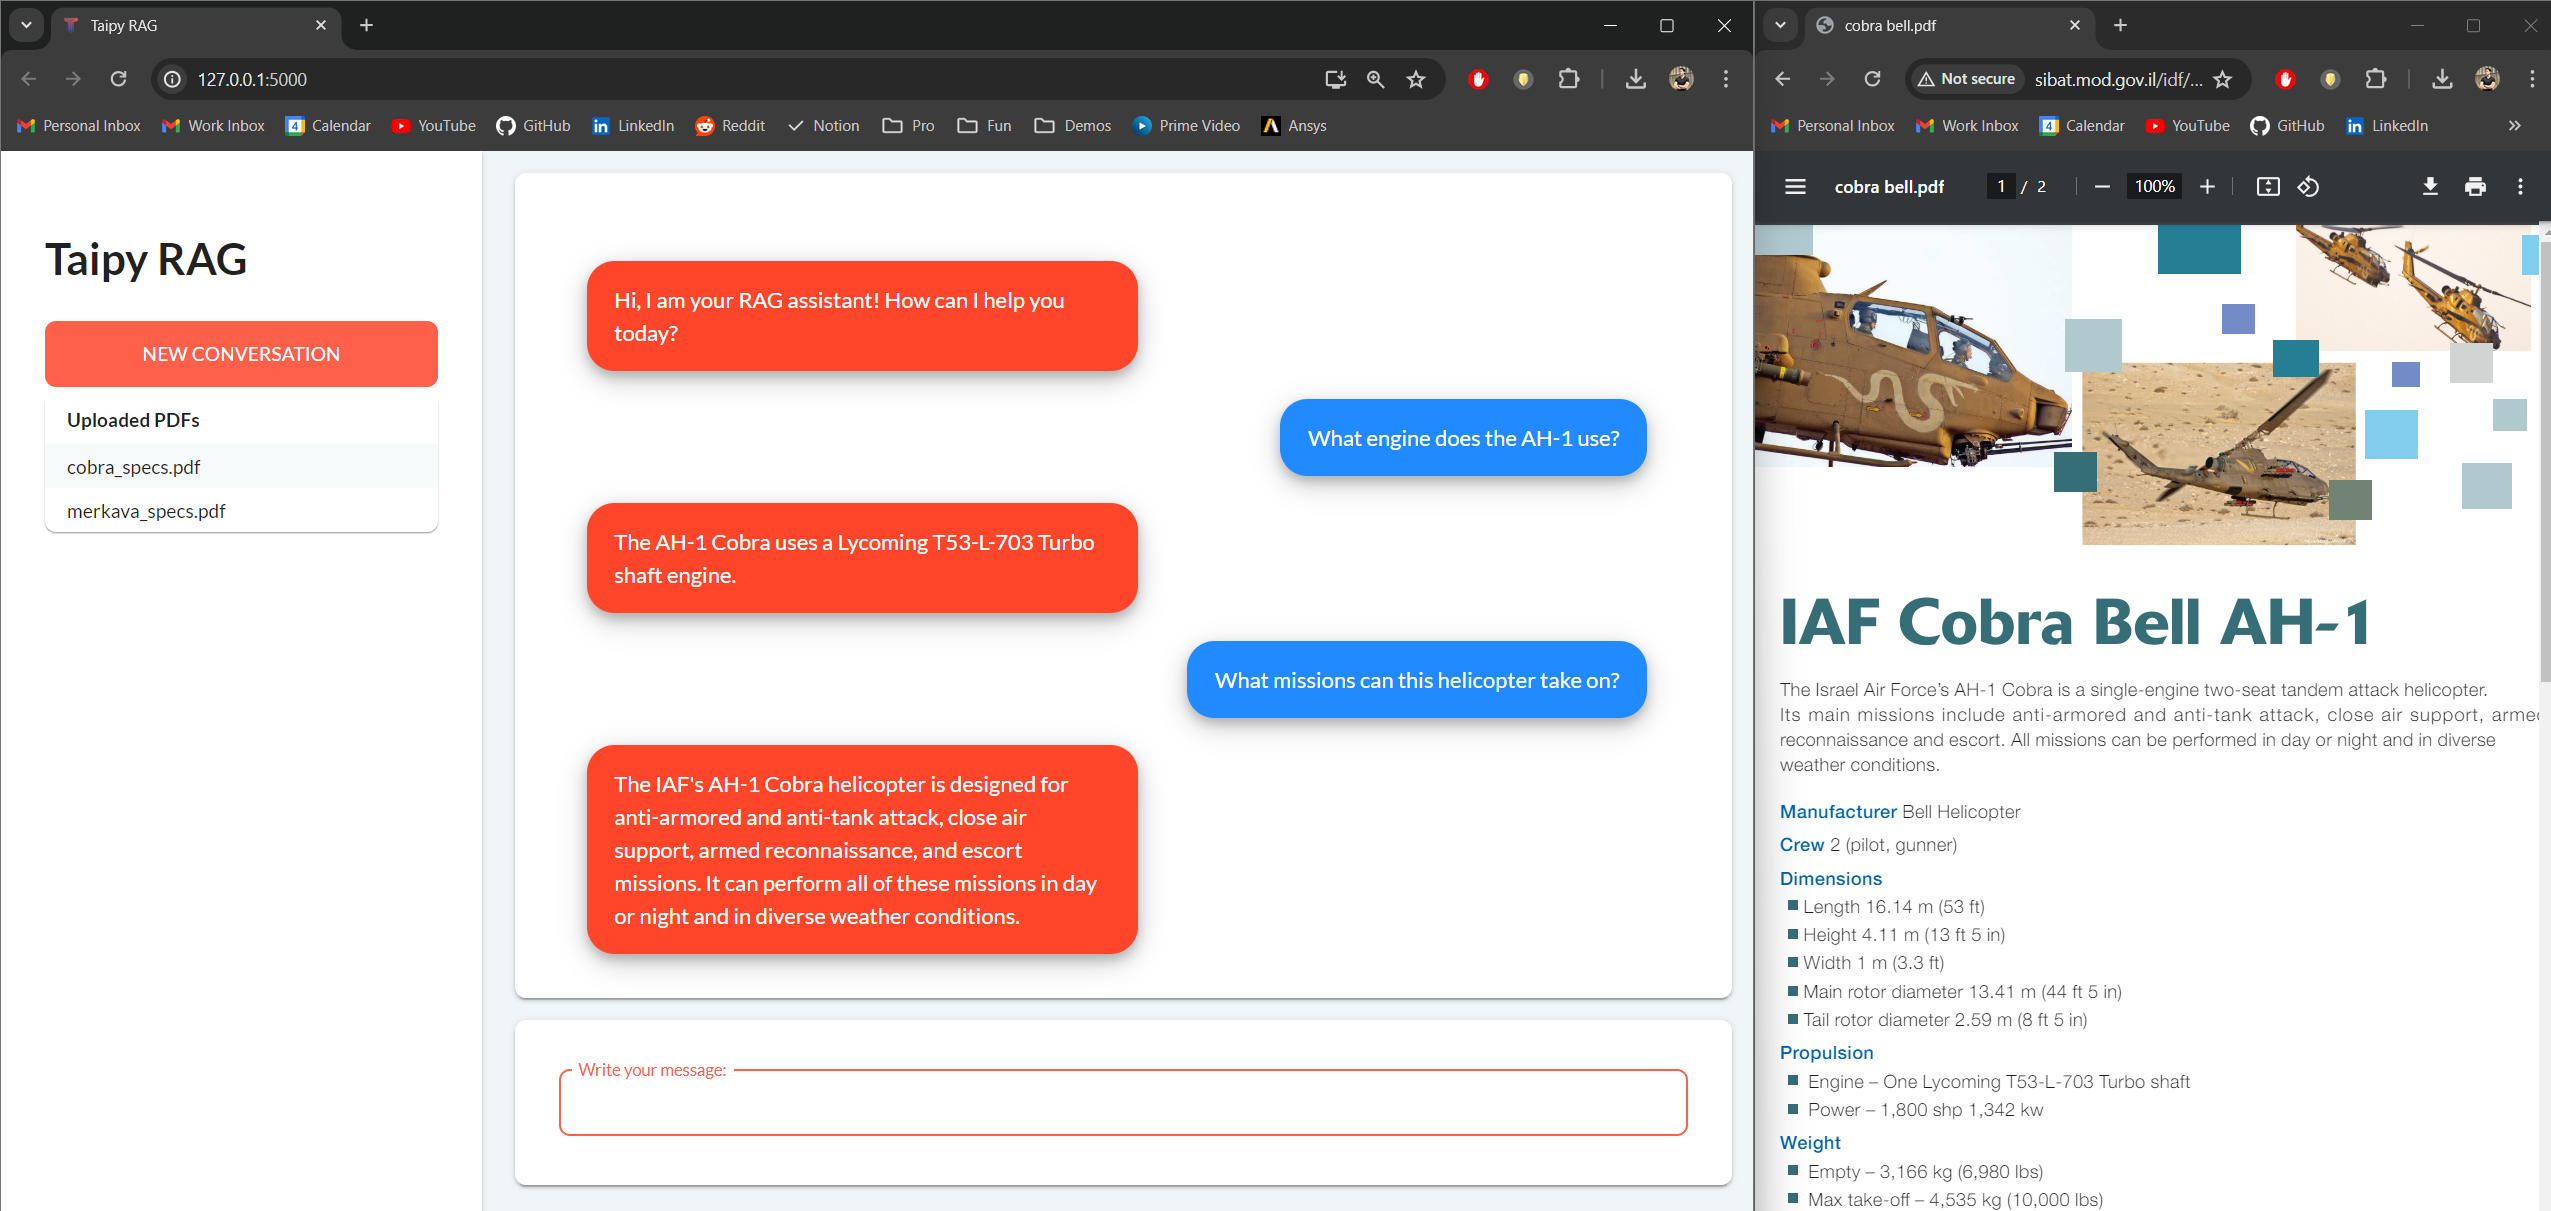 Taipy RAG
127.0.0.1:5000
Personal Inbox
Work Inbox
4
Calendar
YouTube
GitHub
in
LinkedIn
Reddit
Notion
Pro
Fun
Demos
Prime Video
Ansys
Taipy RAG
NEW CONVERSATION
Uploaded PDFs
cobra_specs.pdf
merkava_specs.pdf
Hi, I am your RAG assistant! How can I help you
today?
What engine does the AH-1 use?
The AH-1 Cobra uses a Lycoming T53-L-703 Turbo
shaft engine.
What missions can this helicopter take on?
The IAF's AH-1 Cobra helicopter is designed for
anti-armored and anti-tank attack, close air
support, armed reconnaissance, and escort
missions. It can perform all of these missions in day
or night and in diverse weather conditions.
Write your message:
cobra bell.pdf
Not secure
sibat.mod.gov.il/idf/...
Personal Inbox
Work Inbox
4
Calendar
YouTube
GitHub
in
LinkedIn
cobra bell.pdf
1 / 2
100%
IAF Cobra Bell AH-1
The Israel Air Force’s AH-1 Cobra is a single-engine two-seat tandem attack helicopter.
Its main missions include anti-armored and anti-tank attack, close air support, armed
reconnaissance and escort. All missions can be performed in day or night and in diverse
weather conditions.
Manufacturer Bell Helicopter
Crew 2 (pilot, gunner)
Dimensions
Length 16.14 m (53 ft)
Height 4.11 m (13 ft 5 in)
Width 1 m (3.3 ft)
Main rotor diameter 13.41 m (44 ft 5 in)
Tail rotor diameter 2.59 m (8 ft 5 in)
Propulsion
Engine – One Lycoming T53-L-703 Turbo shaft
Power – 1,800 shp 1,342 kw
Weight
Empty – 3,166 kg (6,980 lbs)
Max take-off – 4,535 kg (10,000 lbs)